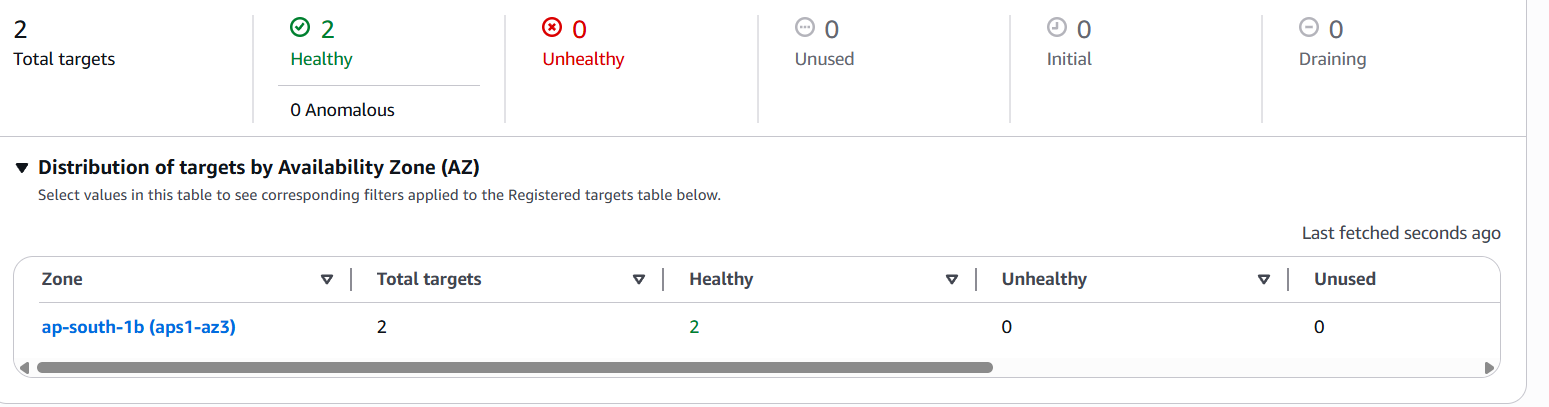 2
Total targets
2
Healthy
0 Anomalous
0
Unhealthy
0
Unused
0
Initial
0
Draining
Distribution of targets by Availability Zone (AZ)
Select values in this table to see corresponding filters applied to the Registered targets table below.
Last fetched seconds ago
Zone Total targets Healthy Unhealthy Unused
ap-south-1b (aps1-az3) 2 2 0 0